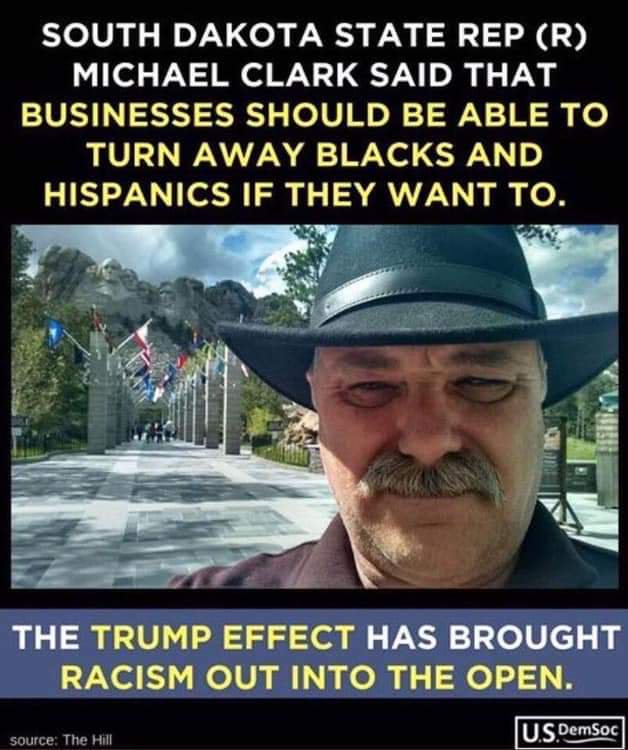 SOUTH DAKOTA STATE REP (R)
MICHAEL CLARK SAID THAT
BUSINESSES SHOULD BE ABLE TO
TURN AWAY BLACKS AND
HISPANICS IF THEY WANT TO.
THE TRUMP EFFECT HAS BROUGHT
RACISM OUT INTO THE OPEN.
source: The Hill
U.S.DemSoc